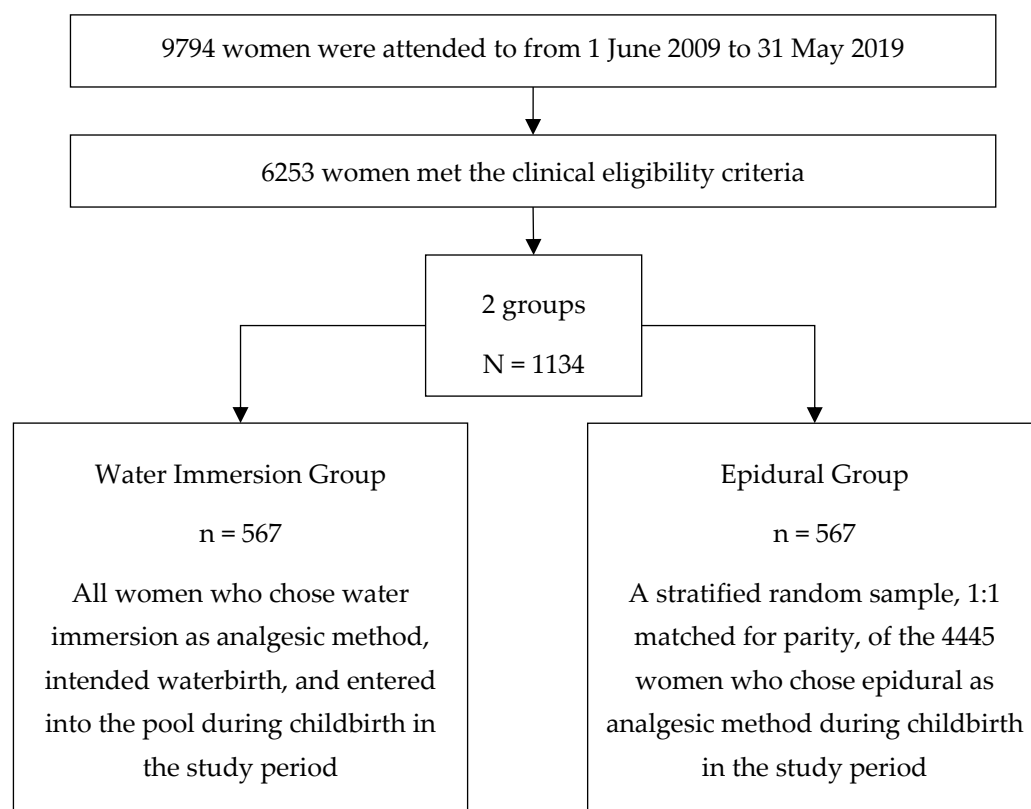 9794 women were attended to from 1 June 2009 to 31 May 2019
6253 women met the clinical eligibility criteria
2 groups
N = 1134
Water Immersion Group
n = 567
All women who chose water
immersion as analgesic method,
intended waterbirth, and entered
into the pool during childbirth in
the study period
Epidural Group
n = 567
A stratified random sample, 1:1
matched for parity, of the 4445
women who chose epidural as
analgesic method during childbirth
in the study period